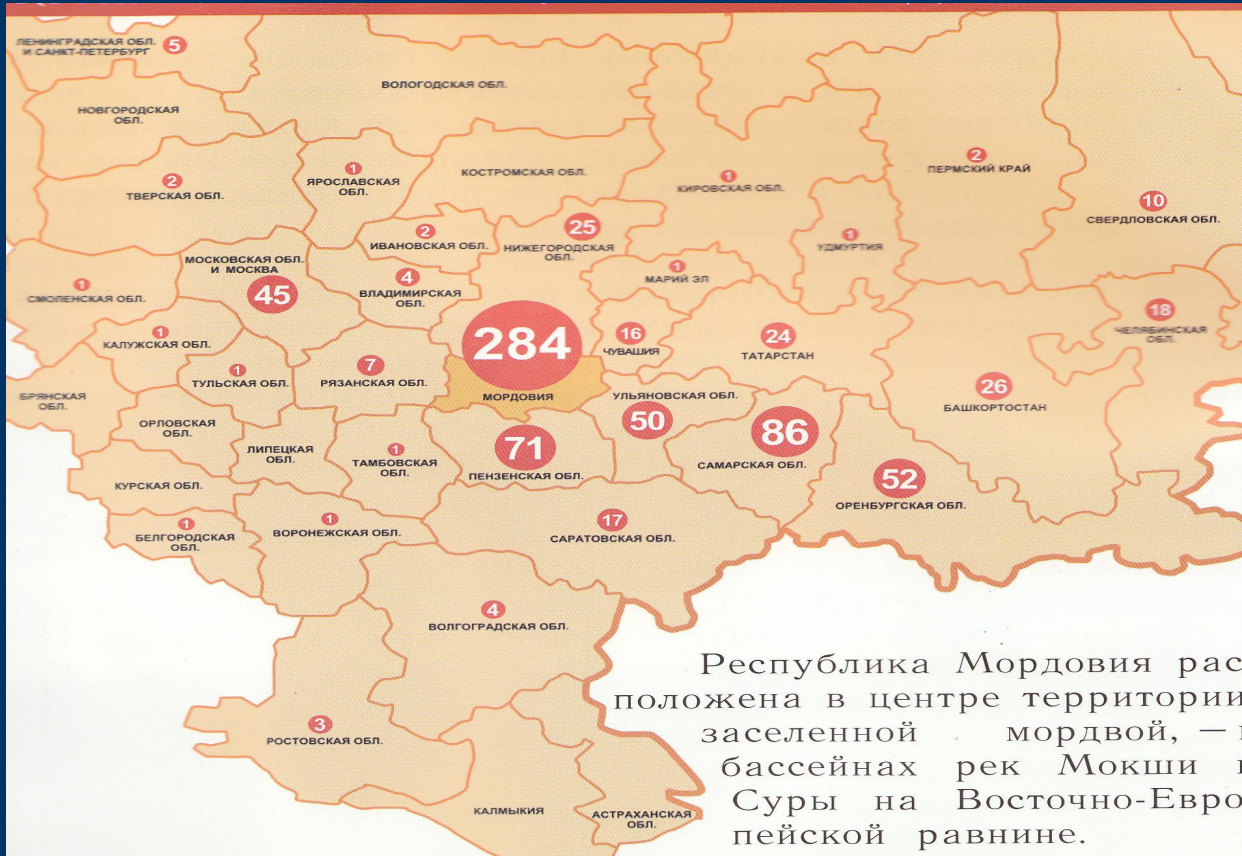 ЛЕНИНГРАДСКАЯ ОБЛ.
И САНКТ-ПЕТЕРБУРГ
5
ВОЛОГОДСКАЯ ОБЛ.
НОВГОРОДСКАЯ
ОБЛ.
2
ТВЕРСКАЯ ОБЛ.
1
ЯРОСЛАВСКАЯ
ОБЛ.
КОСТРОМСКАЯ ОБЛ.
1
КИРОВСКАЯ ОБЛ.
2
ПЕРМСКИЙ КРАЙ
10
СВЕРДЛОВСКАЯ ОБЛ.
2
ИВАНОВСКАЯ ОБЛ.
25
НИЖЕГОРОДСКАЯ
ОБЛ.
1
УДМУРТИЯ
МОСКОВСКАЯ ОБЛ.
И МОСКВА
45
4
ВЛАДИМИРСКАЯ
ОБЛ.
1
МАРИЙ ЭЛ
1
СМОЛЕНСКАЯ ОБЛ.
1
КАЛУЖСКАЯ ОБЛ.
284
МОРДОВИЯ
16
ЧУВАШИЯ
24
ТАТАРСТАН
18
ЧЕЛЯБИНСКАЯ
ОБЛ.
1
ТУЛЬСКАЯ ОБЛ.
7
РЯЗАНСКАЯ ОБЛ.
26
БАШКОРТОСТАН
БРЯНСКАЯ
ОБЛ.
УЛЬЯНОВСКАЯ ОБЛ.
50
ОРЛОВСКАЯ
ОБЛ.
ЛИПЕЦКАЯ
ОБЛ.
1
ТАМБОВСКАЯ
ОБЛ.
71
ПЕНЗЕНСКАЯ ОБЛ.
86
САМАРСКАЯ ОБЛ.
52
ОРЕНБУРГСКАЯ ОБЛ.
КУРСКАЯ ОБЛ.
1
БЕЛГОРОДСКАЯ
ОБЛ.
1
ВОРОНЕЖСКАЯ ОБЛ.
17
САРАТОВСКАЯ ОБЛ.
4
ВОЛГОГРАДСКАЯ ОБЛ.
3
РОСТОВСКАЯ ОБЛ.
КАЛМЫКИЯ
АСТРАХАНСКАЯ
ОБЛ.
Республика Мордовия рас
положена в центре территории
заселенной мордвой, —
бассейнах рек Мокши
Суры на Восточно-Евро
пейской равнине.